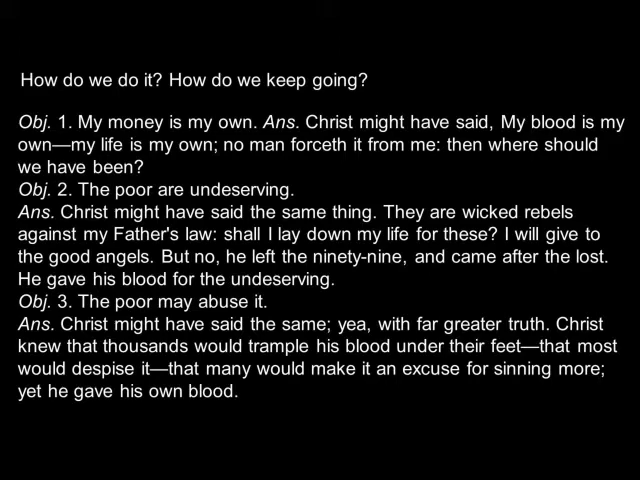 How do we do it? How do we keep going?
Obj. 1. My money is my own. Ans. Christ might have said, My blood is my
own—my life is my own; no man forceth it from me: then where should
we have been?
Obj. 2. The poor are undeserving.
Ans. Christ might have said the same thing. They are wicked rebels
against my Father's law: shall I lay down my life for these? I will give to
the good angels. But no, he left the ninety-nine, and came after the lost.
He gave his blood for the undeserving.
Obj. 3. The poor may abuse it.
Ans. Christ might have said the same; yea, with far greater truth. Christ
knew that thousands would trample his blood under their feet—that most
would despise it—that many would make it an excuse for sinning more;
yet he gave his own blood.